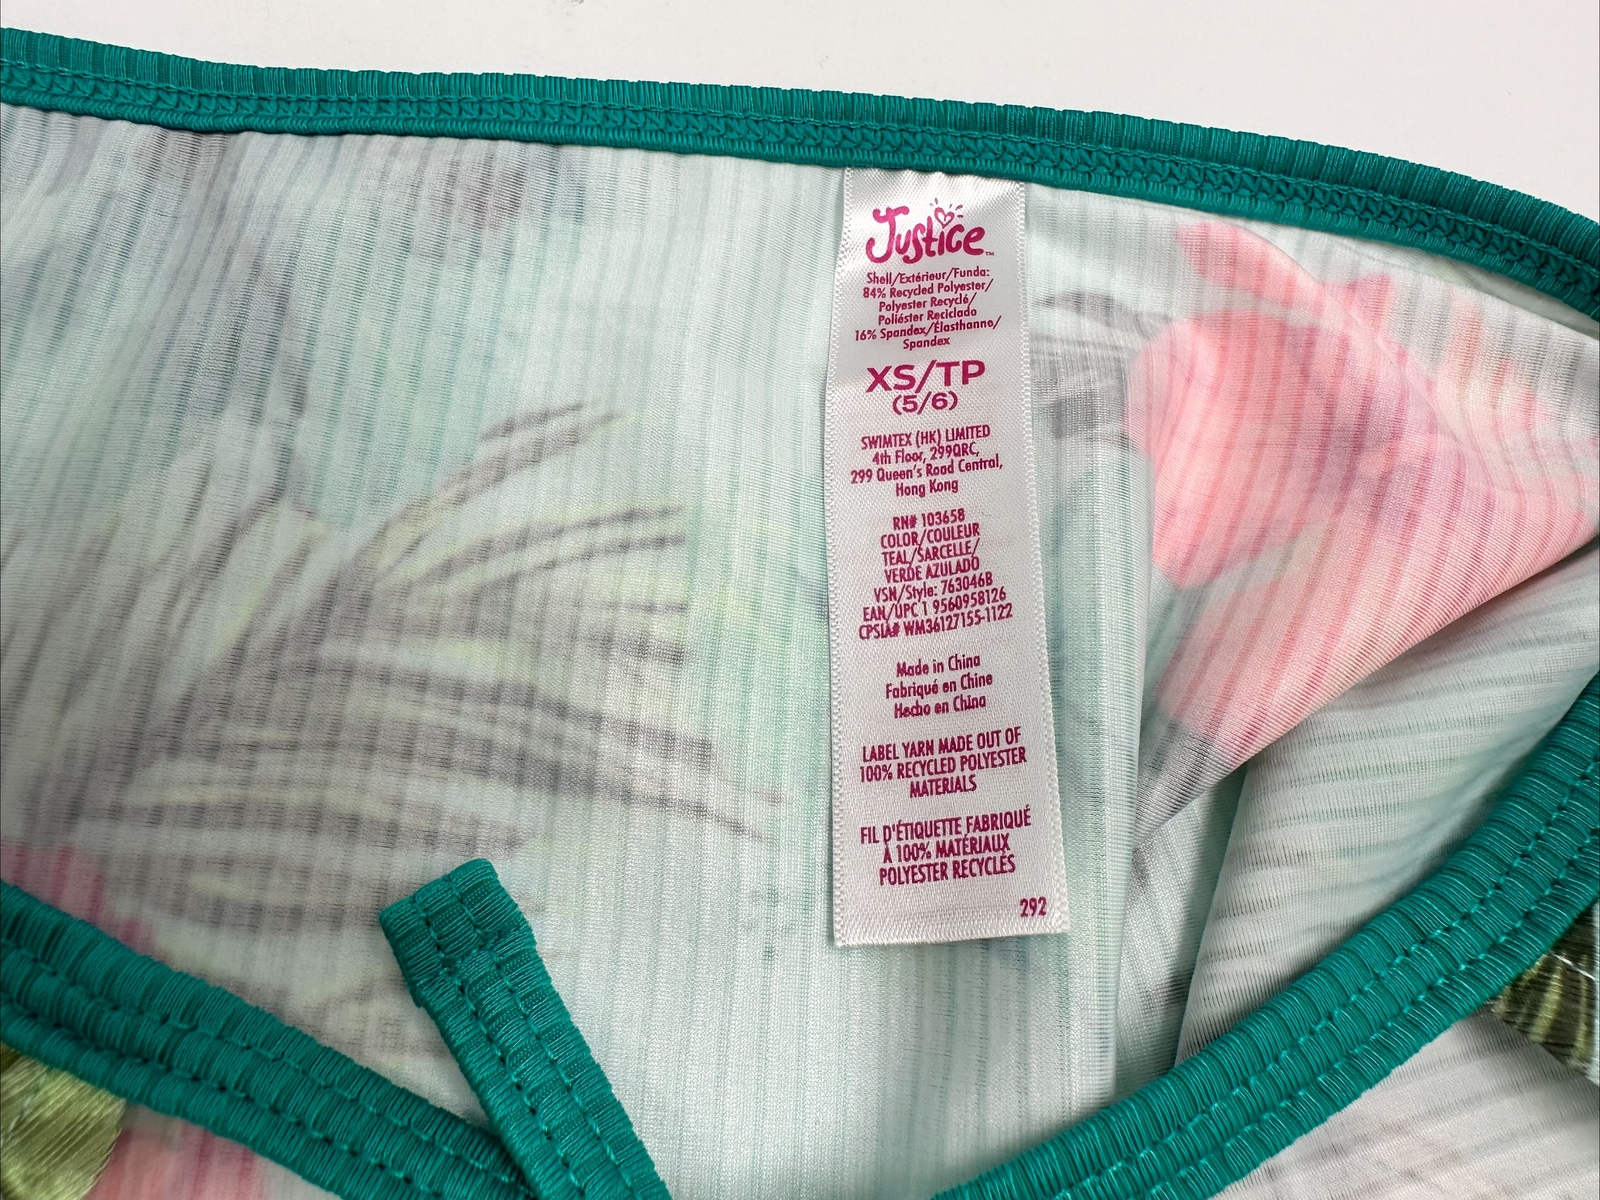 Justice™
Shell/Extérieur/Funda:
84% Recycled Polyester/
Polyester Recyclé/
Poliéster Reciclado
16% Spandex/Élasthanne/
Spandex
XS/TP
(5/6)
SWIMTEX (HK) LIMITED
4th Floor, 299QRC,
299 Queen's Road Central,
Hong Kong
RN# 103658
COLOR/COULEUR
TEAL/SARCELLE/
VERDE AZULADO
VSN/Style: 763046B
EAN/UPC 1 9560958126
CPSIA# WM36127155-1122
Made in China
Fabriqué en Chine
Hecho en China
LABEL YARN MADE OUT OF
100% RECYCLED POLYESTER
MATERIALS
FIL D'ÉTIQUETTE FABRIQUÉ
À 100% MATÉRIAUX
POLYESTER RECYCLÉS
292